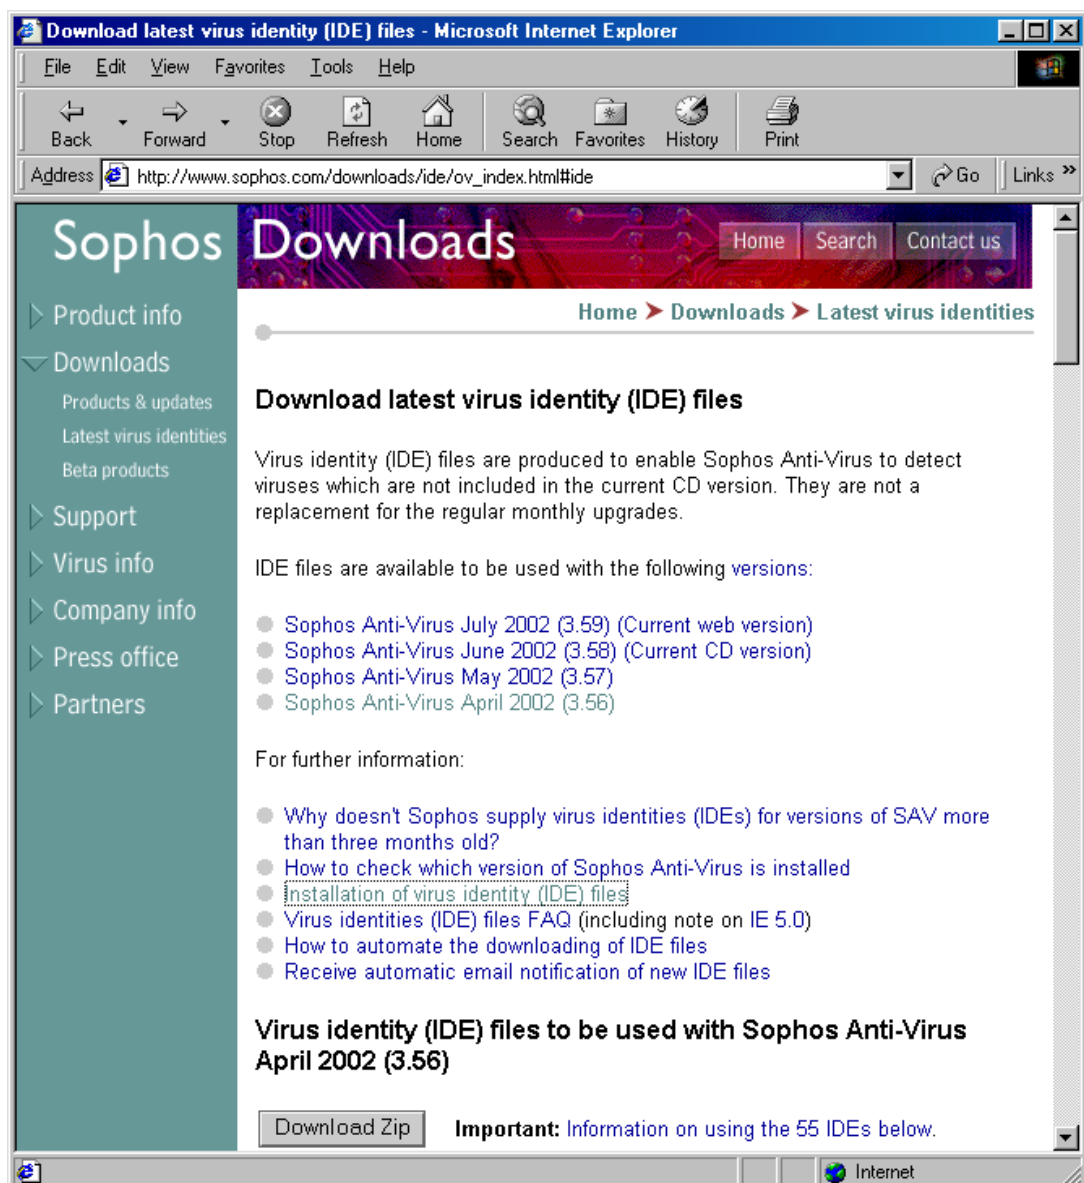 Download latest virus identity (IDE) files - Microsoft Internet Explorer
File Edit View Favorites Tools Help
Back Forward Stop Refresh Home Search Favorites History Print
Address http://www.sophos.com/downloads/ide/ov_index.html#ide Go Links »
Sophos Downloads Home Search Contact us
Home ➤ Downloads ➤ Latest virus identities
Product info
Downloads
Products & updates
Latest virus identities
Beta products
Support
Virus info
Company info
Press office
Partners
Download latest virus identity (IDE) files
Virus identity (IDE) files are produced to enable Sophos Anti-Virus to detect
viruses which are not included in the current CD version. They are not a
replacement for the regular monthly upgrades.
IDE files are available to be used with the following versions:
Sophos Anti-Virus July 2002 (3.59) (Current web version)
Sophos Anti-Virus June 2002 (3.58) (Current CD version)
Sophos Anti-Virus May 2002 (3.57)
Sophos Anti-Virus April 2002 (3.56)
For further information:
Why doesn't Sophos supply virus identities (IDEs) for versions of SAV more
than three months old?
How to check which version of Sophos Anti-Virus is installed
Installation of virus identity (IDE) files
Virus identities (IDE) files FAQ (including note on IE 5.0)
How to automate the downloading of IDE files
Receive automatic email notification of new IDE files
Virus identity (IDE) files to be used with Sophos Anti-Virus
April 2002 (3.56)
Download Zip Important: Information on using the 55 IDEs below.
Internet